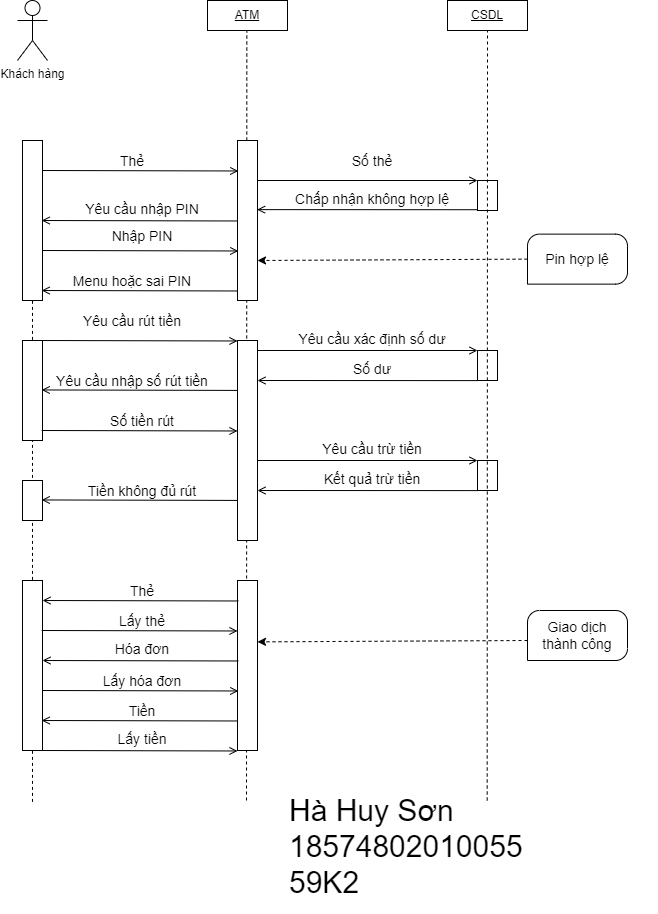 ATM
CSDL
Khách hàng
Thẻ
Số thẻ
Chấp nhận không hợp lệ
Yêu cầu nhập PIN
Nhập PIN
Pin hợp lệ
Menu hoặc sai PIN
Yêu cầu rút tiền
Yêu cầu xác định số dư
Số dư
Yêu cầu nhập số rút tiền
Số tiền rút
Yêu cầu trừ tiền
Kết quả trừ tiền
Tiền không đủ rút
Thẻ
Lấy thẻ
Giao dịch
thành công
Hóa đơn
Lấy hóa đơn
Tiền
Lấy tiền
Hà Huy Sơn
18574802010055
59K2